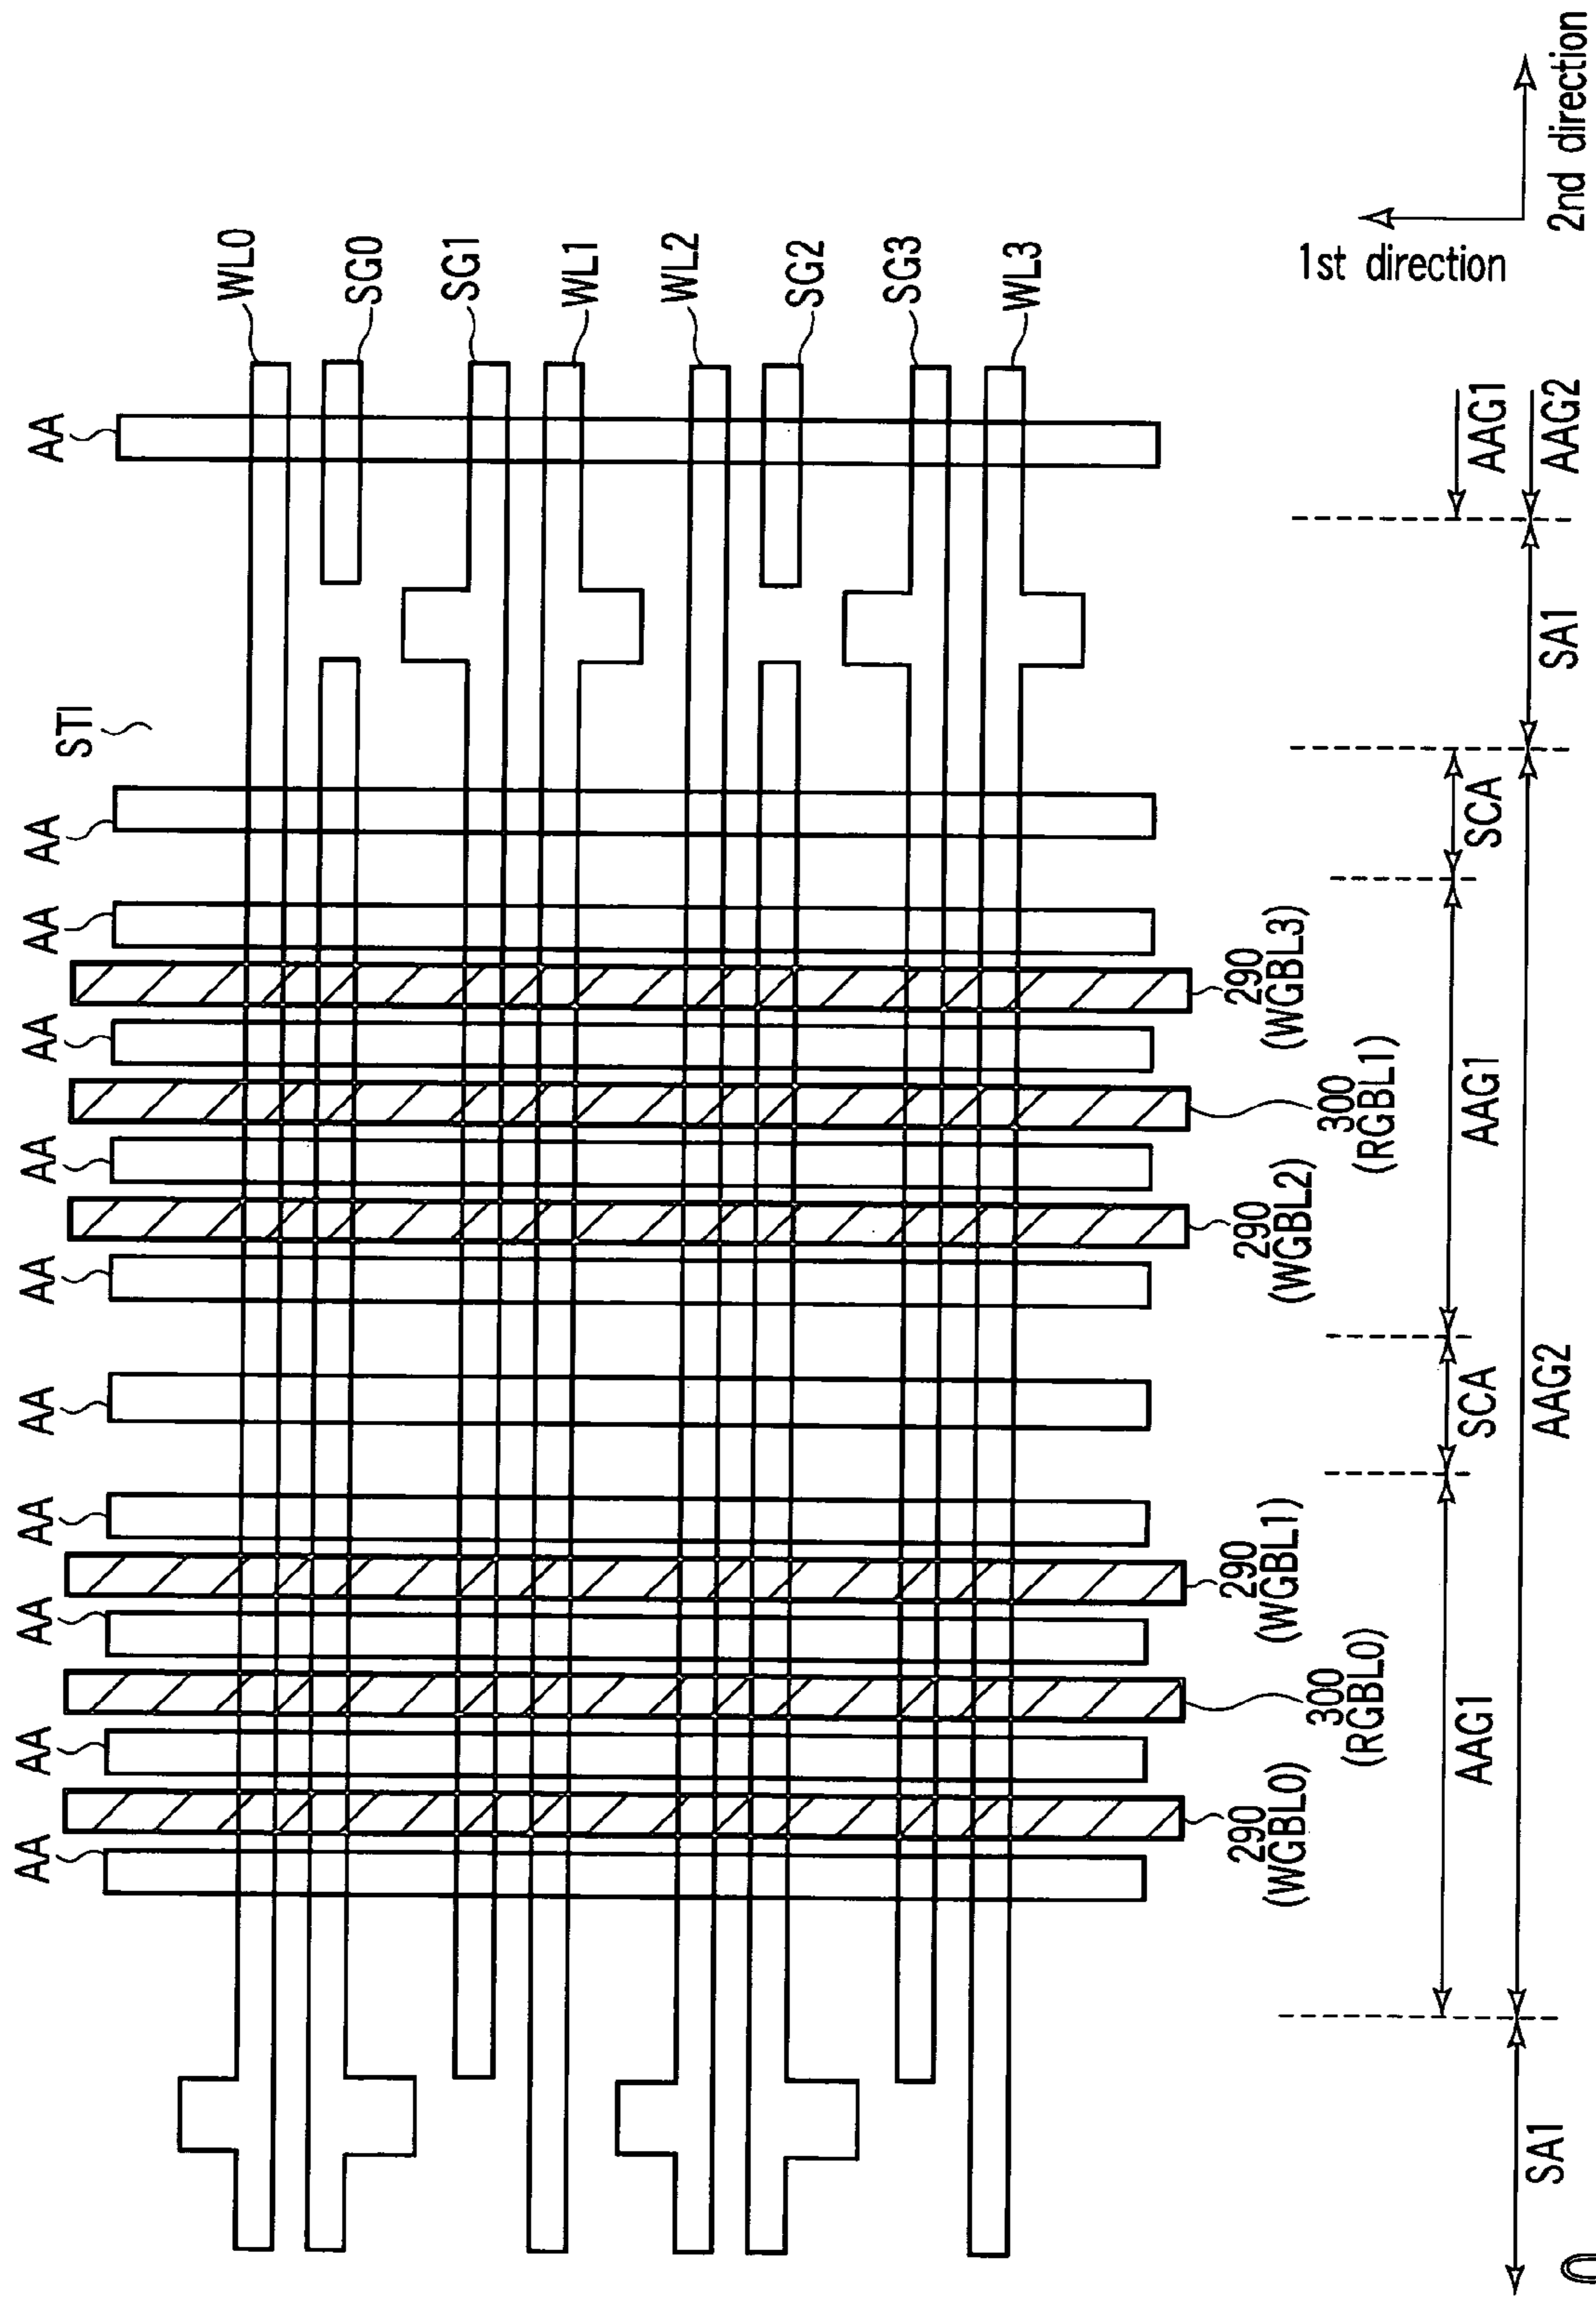 AA
AA
AA
AA
AA
AA
AA
AA
AA
AA
STI
AA
WL0
SG0
SG1
WL1
WL2
SG2
SG3
WL3
290
(WGBL0)
300
(RGBL0)
290
(WGBL1)
290
(WGBL2)
300
(RGBL1)
290
(WGBL3)
AAG1
SCA
AAG1
SCA
AAG1
SA1
AAG2
SA1
AAG2
1st direction
2nd direction